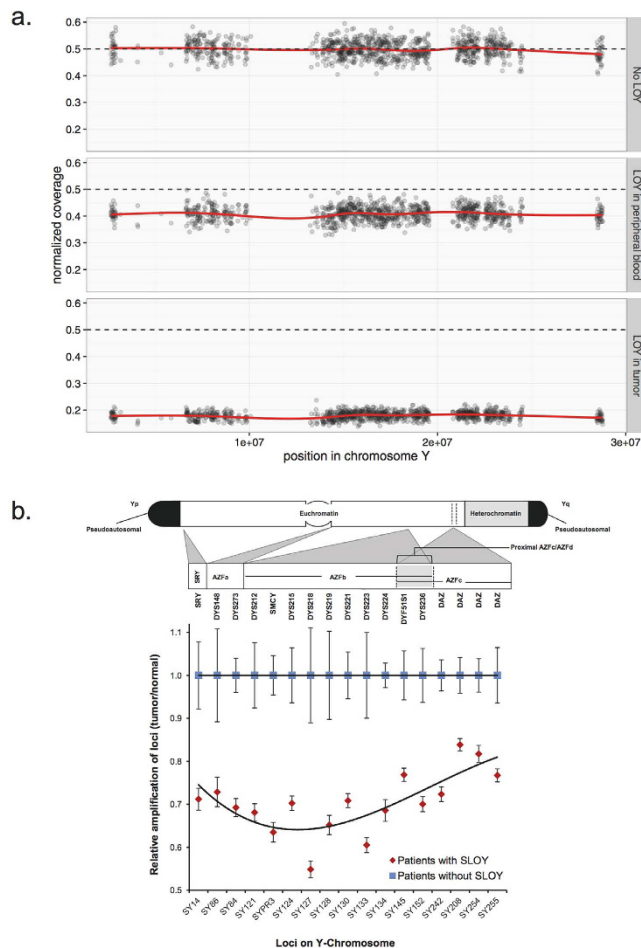 a.
0.6
0.5
0.4
0.3
0.2
No LOY
0.6
0.5
0.4
0.3
0.2
LOY in peripheral blood
0.6
0.5
0.4
0.3
0.2
LOY in tumor
normalized coverage
1e+07
2e+07
3e+07
position in chromosome Y
b.
Yp
Yq
Euchromatin
Heterochromatin
Pseudoautosomal
Pseudoautosomal
Proximal AZFc/AZFd
SRY
AZFa
AZFb
AZFc
SRY
DYS148
DYS273
DYS212
SMCY
DYS215
DYS218
DYS219
DYS221
DYS223
DYS224
DYF51S1
DYS236
DAZ
DAZ
DAZ
DAZ
1.1
1.0
0.9
0.8
0.7
0.6
0.5
Relative amplification of loci (tumor/normal)
Patients with SLOY
Patients without SLOY
SY14
SY86
SY84
SY121
SYPR3
SY124
SY127
SY128
SY130
SY133
SY134
SY145
SY152
SY242
SY208
SY254
SY255
Loci on Y-Chromosome